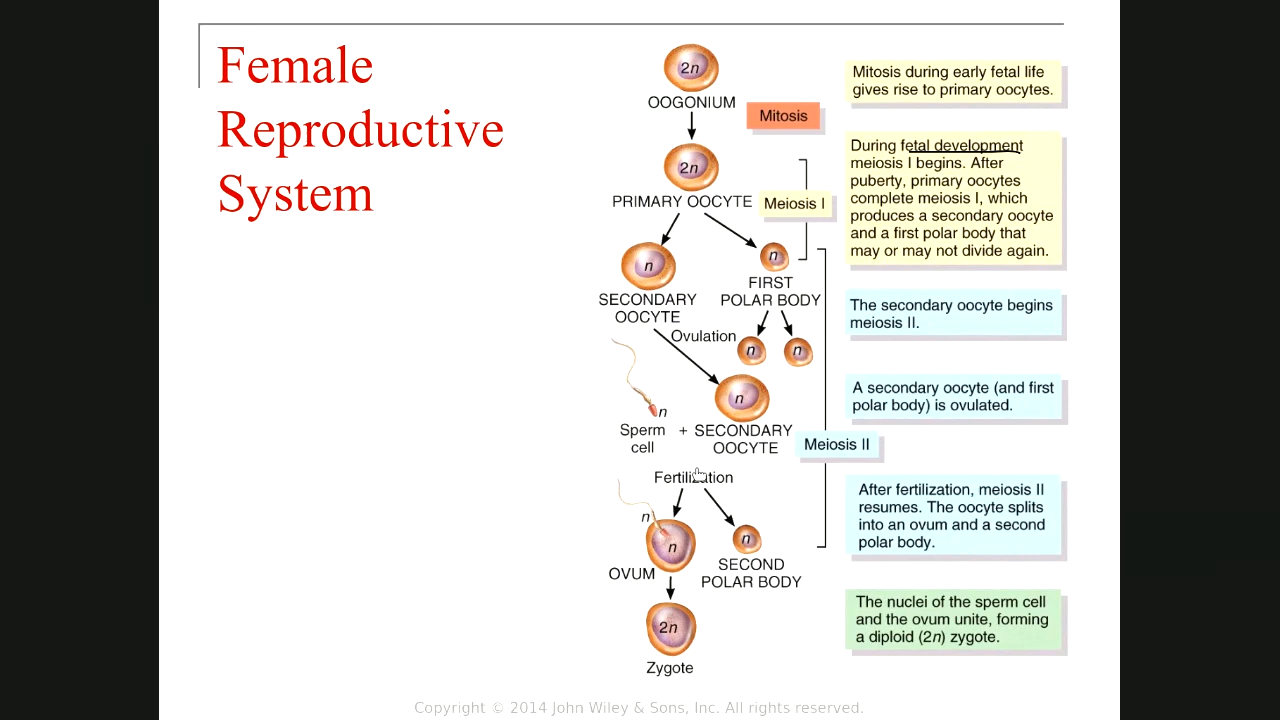 Female
Reproductive
System
2n
OOGONIUM
Mitosis
Mitosis during early fetal life
gives rise to primary oocytes.
2n
PRIMARY OOCYTE
Meiosis I
During fetal development
meiosis I begins. After
puberty, primary oocytes
complete meiosis I, which
produces a secondary oocyte
and a first polar body that
may or may not divide again.
n
SECONDARY
OOCYTE
n
FIRST
POLAR BODY
The secondary oocyte begins
meiosis II.
Ovulation
n
n
n
Sperm
cell
+
n
SECONDARY
OOCYTE
A secondary oocyte (and first
polar body) is ovulated.
Meiosis II
Fertilization
n
n
OVUM
n
SECOND
POLAR BODY
After fertilization, meiosis II
resumes. The oocyte splits
into an ovum and a second
polar body.
2n
Zygote
The nuclei of the sperm cell
and the ovum unite, forming
a diploid (2n) zygote.
Copyright © 2014 John Wiley & Sons, Inc. All rights reserved.